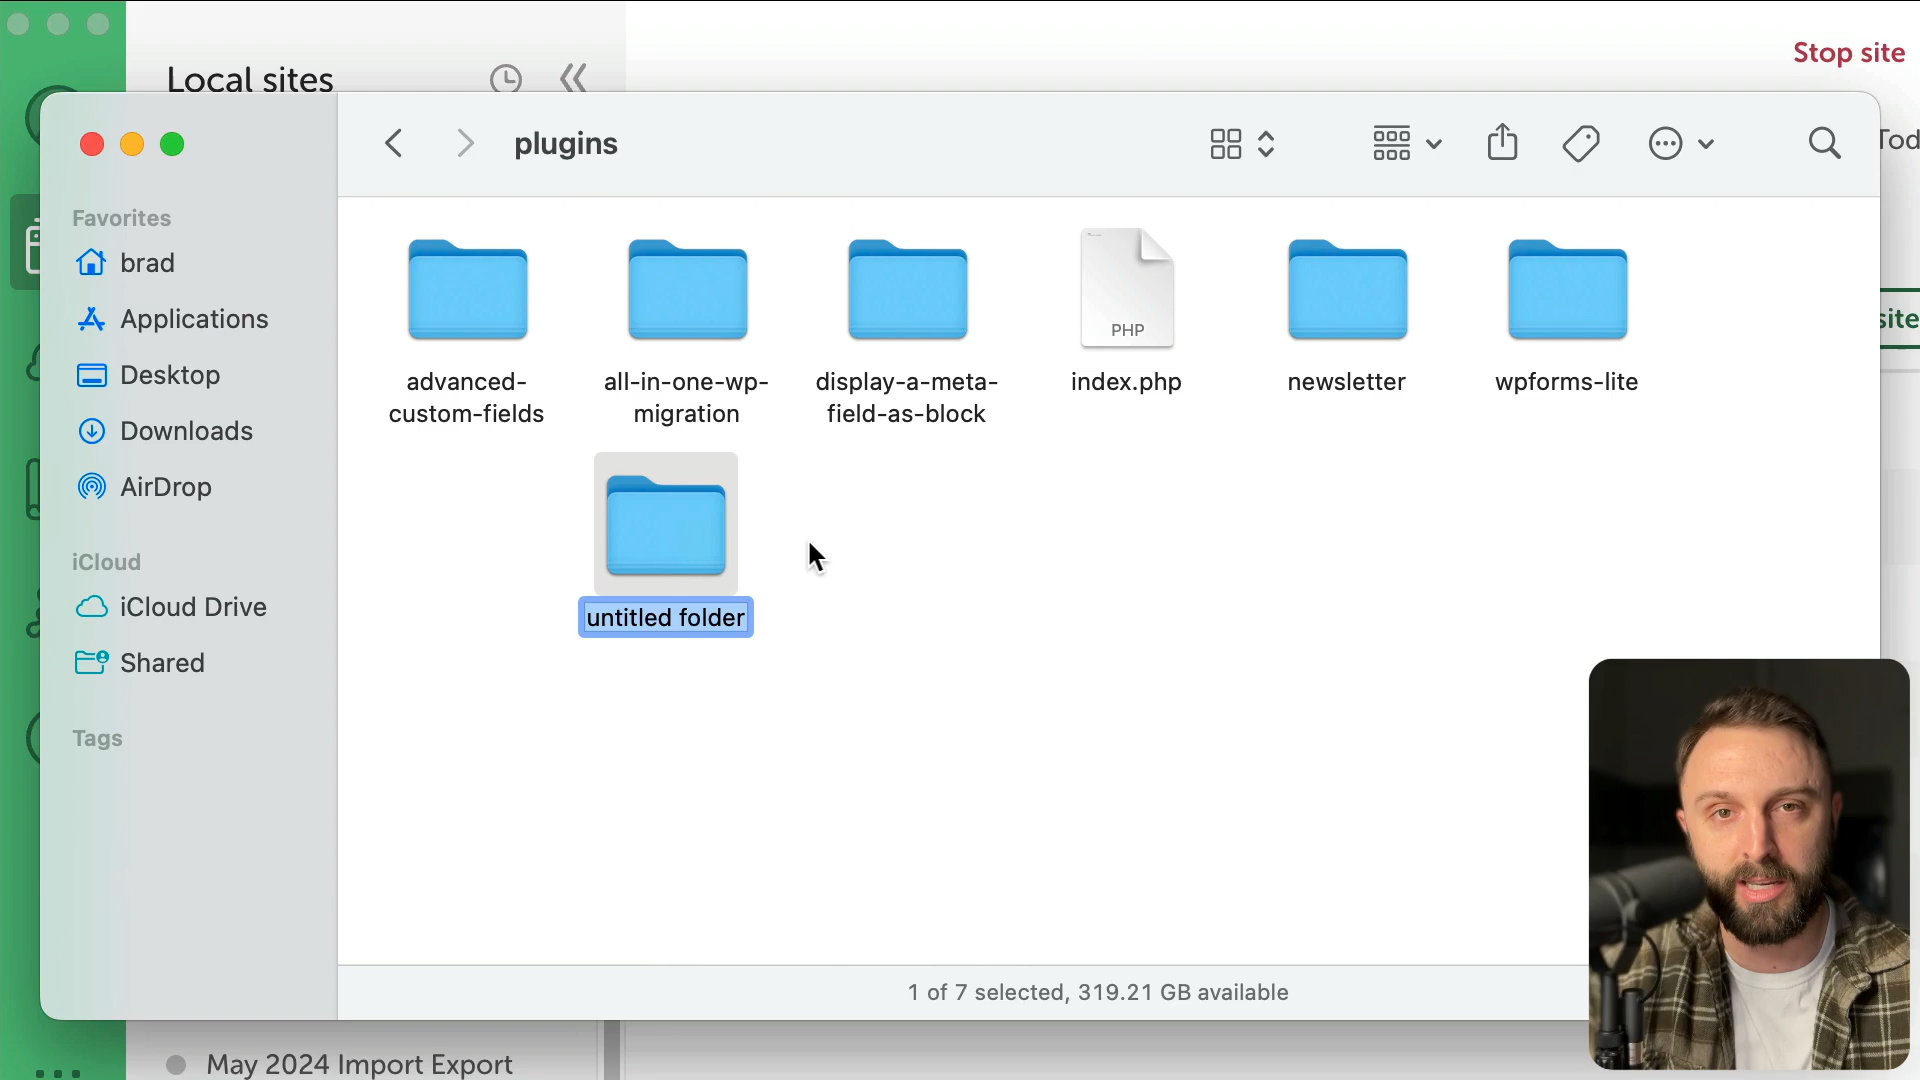 Local sites
Stop site
plugins
Tod
Favorites
brad
Applications
Desktop
Downloads
AirDrop
iCloud
iCloud Drive
Shared
Tags
advanced-
custom-fields
all-in-one-wp-
migration
display-a-meta-
field-as-block
PHP
index.php
newsletter
wpforms-lite
site
untitled folder
1 of 7 selected, 319.21 GB available
May 2024 Import Export